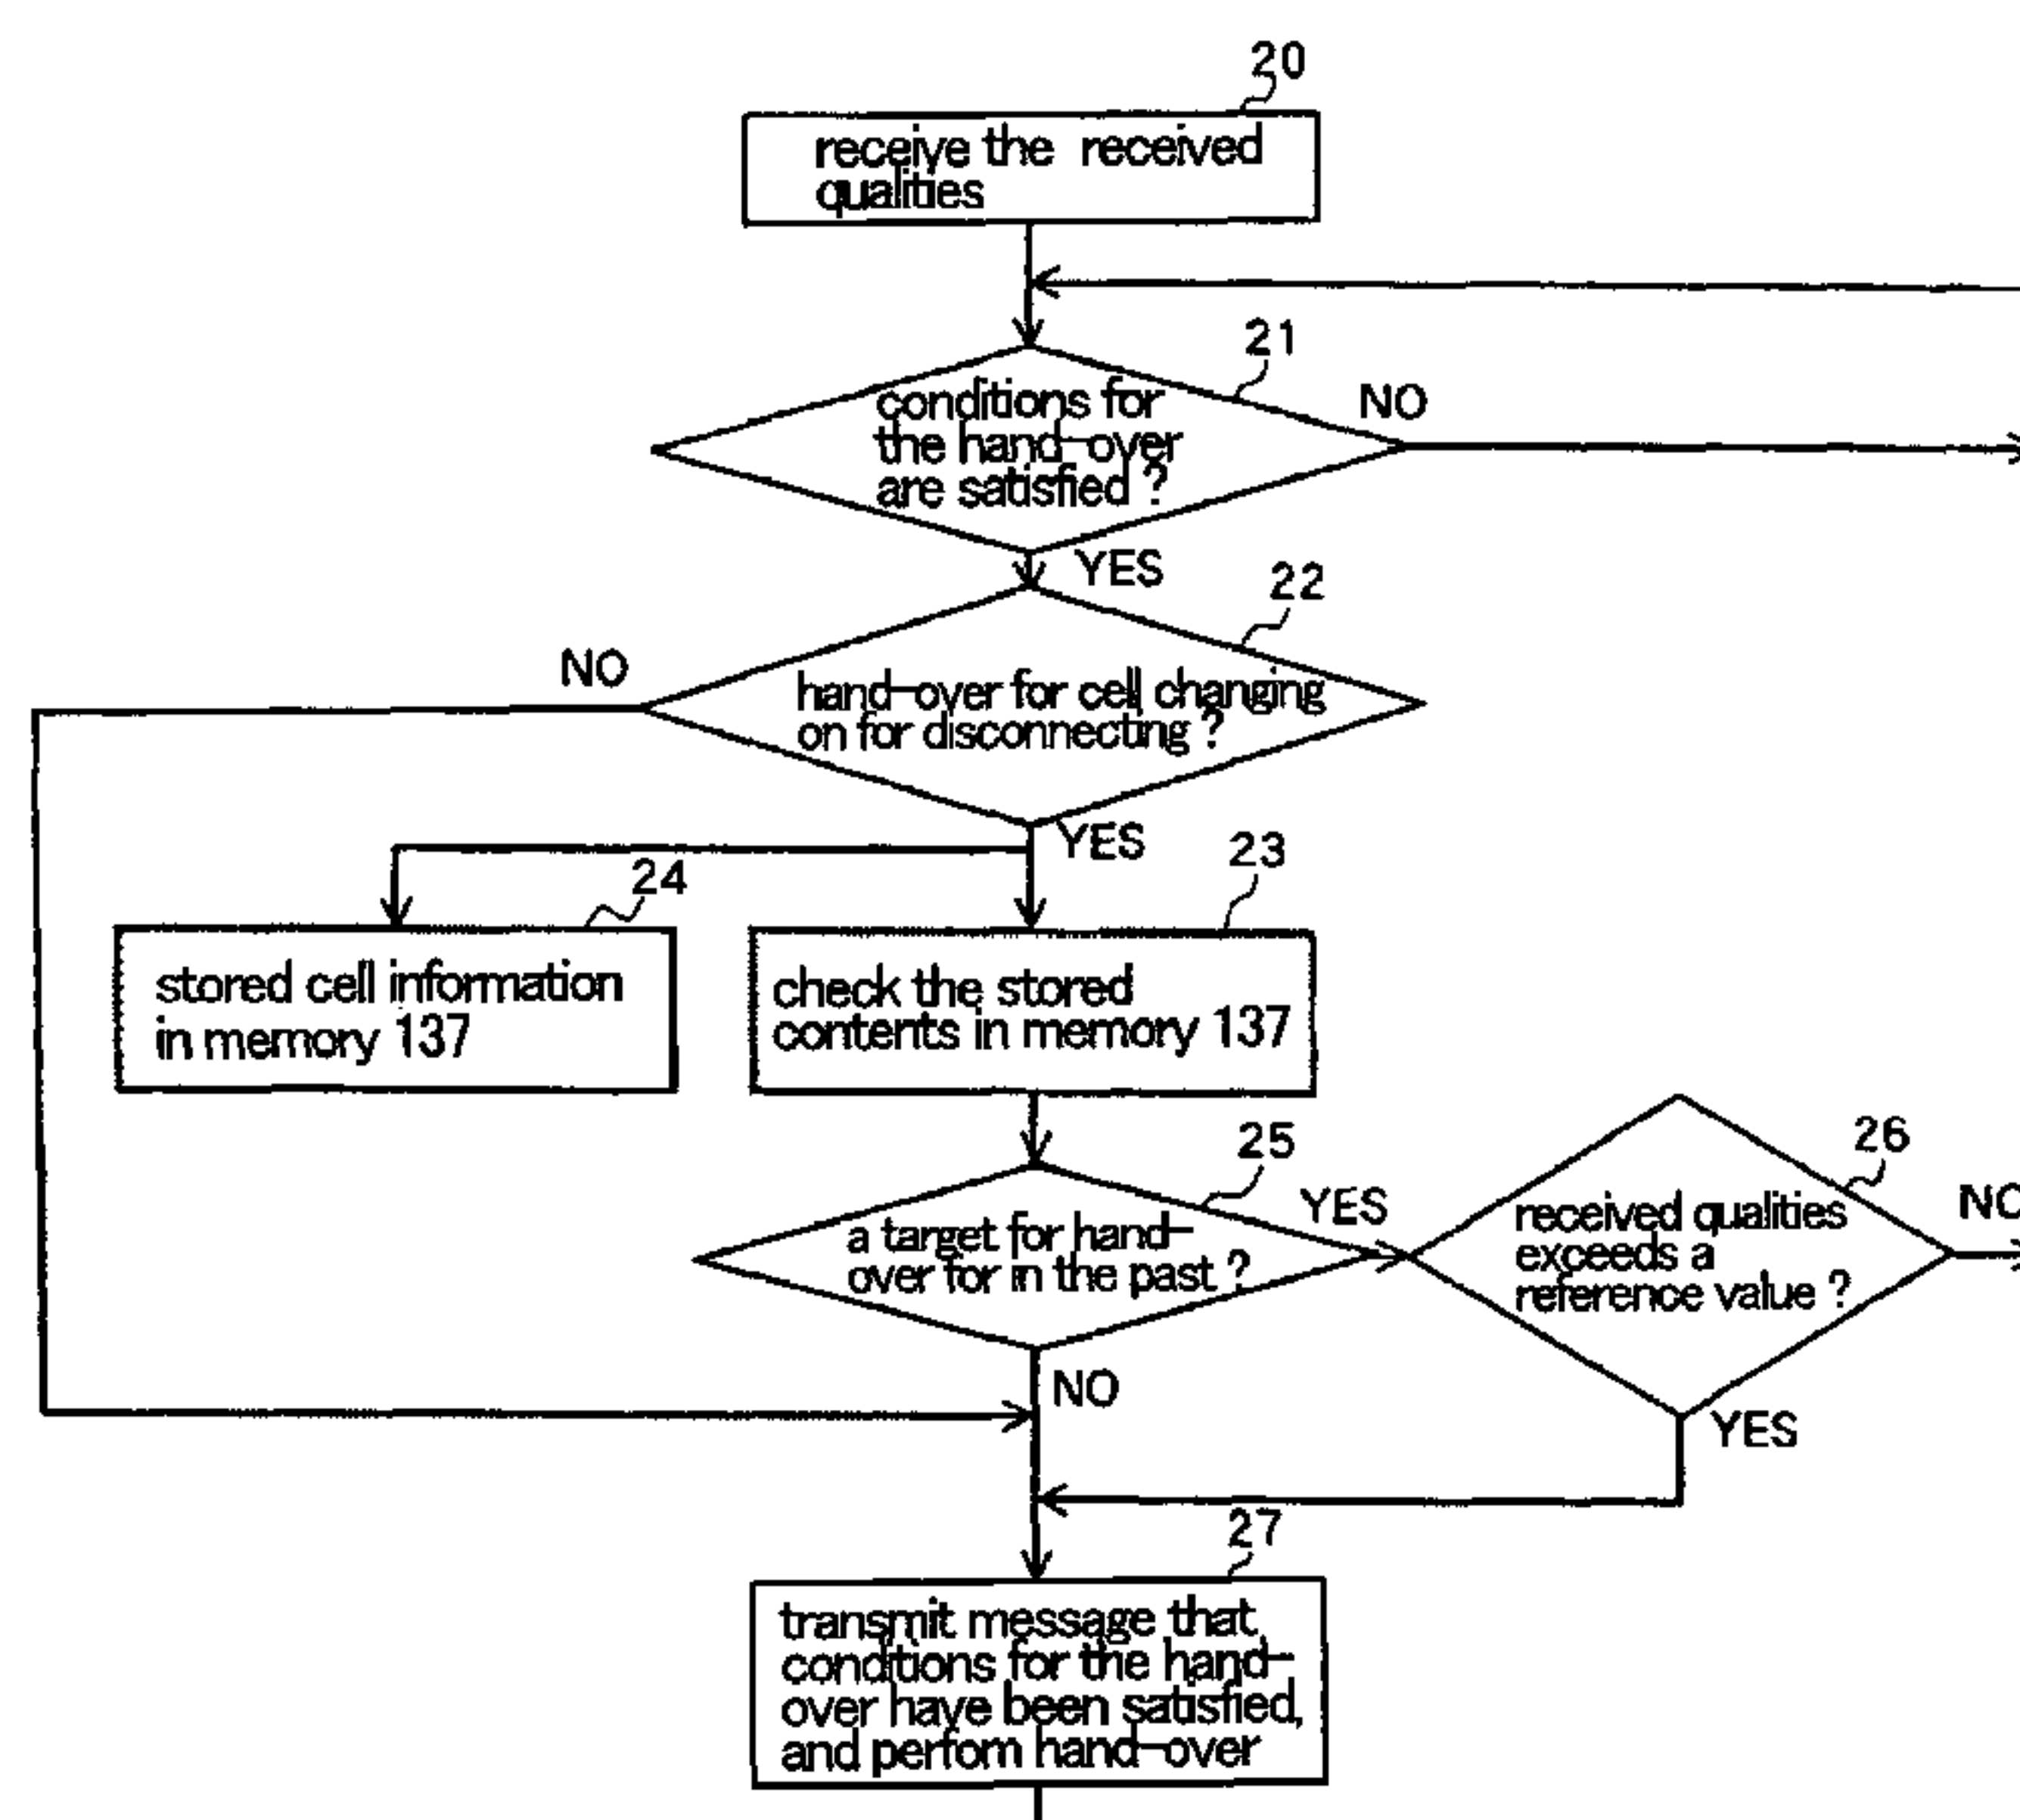 20
receive the received
qualities
21
conditions for
the hand-over
are satisfied ?
NO
YES
22
NO
hand-over for cell changing
on for disconnecting ?
YES
24
23
stored cell information
in memory 137
check the stored
contents in memory 137
25
YES
a target for hand-
over for in the past ?
26
NO
received qualities
exceeds a
reference value ?
NO
YES
27
transmit message that
conditions for the hand-
over have been satisfied,
and perfom hand-over